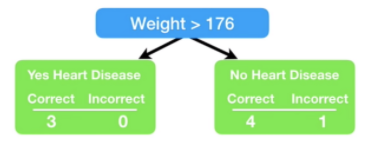 Weight > 176
Yes Heart Disease
No Heart Disease
Correct Incorrect
Correct Incorrect
3 0
4 1